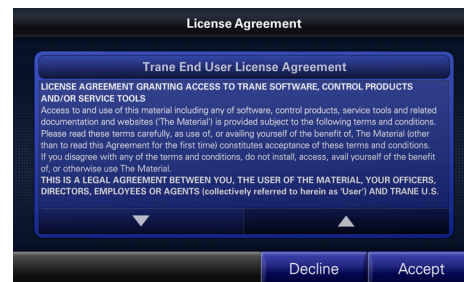 License Agreement
Trane End User License Agreement
LICENSE AGREEMENT GRANTING ACCESS TO TRANE SOFTWARE, CONTROL PRODUCTS
AND/OR SERVICE TOOLS
Access to and use of this material including any of software, control products, service tools and related
documentation and websites ('The Material') is provided subject to the following terms and conditions.
Please read these terms carefully, as use of, or availing yourself of the benefit of, The Material (other
than to read this Agreement for the first time) constitutes acceptance of these terms and conditions.
If you disagree with any of the terms and conditions, do not install, access, avail yourself of the benefit
of, or otherwise use The Material.
THIS IS A LEGAL AGREEMENT BETWEEN YOU, THE USER OF THE MATERIAL, YOUR OFFICERS,
DIRECTORS, EMPLOYEES OR AGENTS (collectively referred to herein as 'User') AND TRANE U.S.
Decline Accept